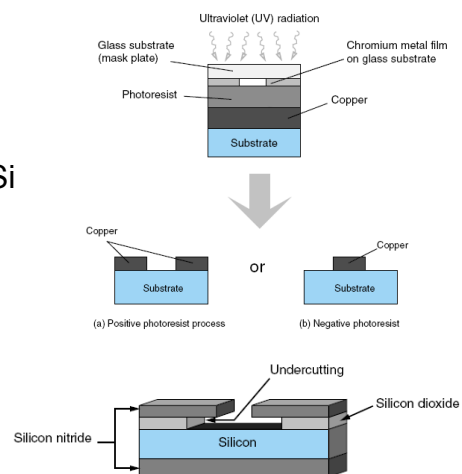 Ultraviolet (UV) radiation
Glass substrate
(mask plate)
Chromium metal film
on glass substrate
Photoresist
Copper
Substrate
Si
Copper
Substrate
or
Copper
Substrate
(a) Positive photoresist process
(b) Negative photoresist
Undercutting
Silicon dioxide
Silicon nitride
Silicon